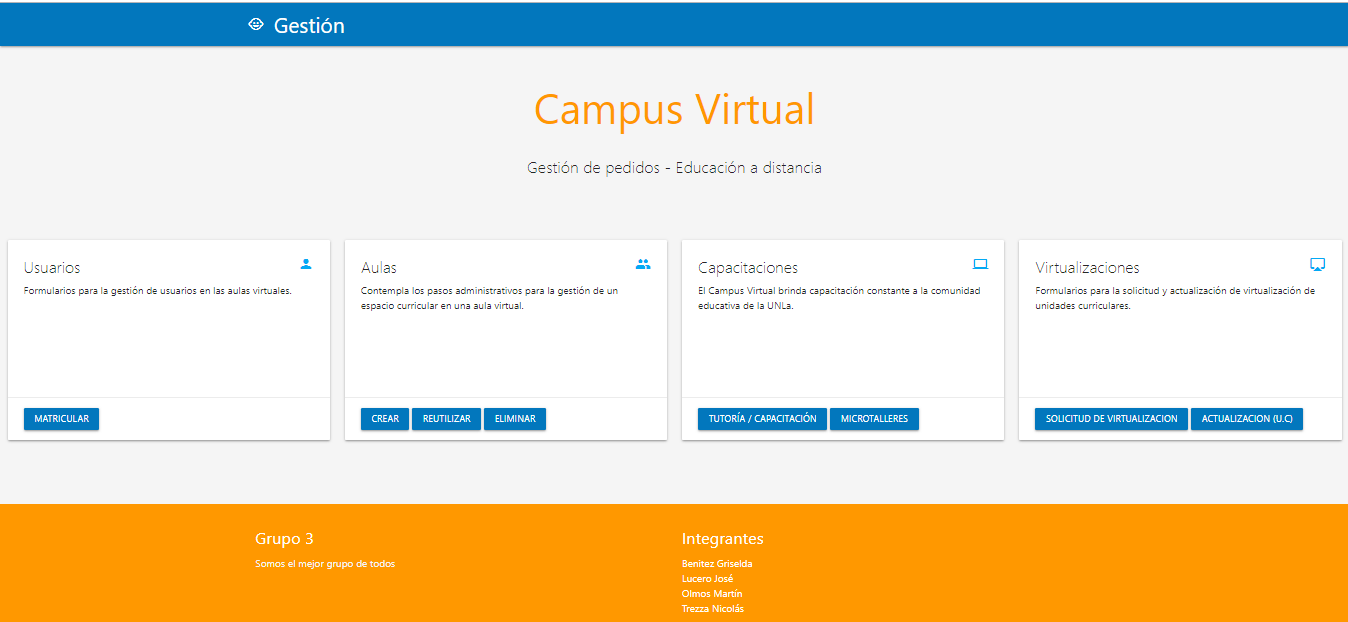 Gestión
Campus Virtual
Gestión de pedidos - Educación a distancia
Usuarios
Formularios para la gestión de usuarios en las aulas virtuales.
MATRICULAR
Aulas
Contempla los pasos administrativos para la gestión de un
espacio curricular en una aula virtual.
CREAR
REUTILIZAR
ELIMINAR
Capacitaciones
El Campus Virtual brinda capacitación constante a la comunidad
educativa de la UNLa.
TUTORÍA / CAPACITACIÓN
MICROTALLERES
Virtualizaciones
Formularios para la solicitud y actualización de virtualización de
unidades curriculares.
SOLICITUD DE VIRTUALIZACION
ACTUALIZACION (U.C)
Grupo 3
Somos el mejor grupo de todos
Integrantes
Benitez Griselda
Lucero José
Olmos Martín
Trezza Nicolás